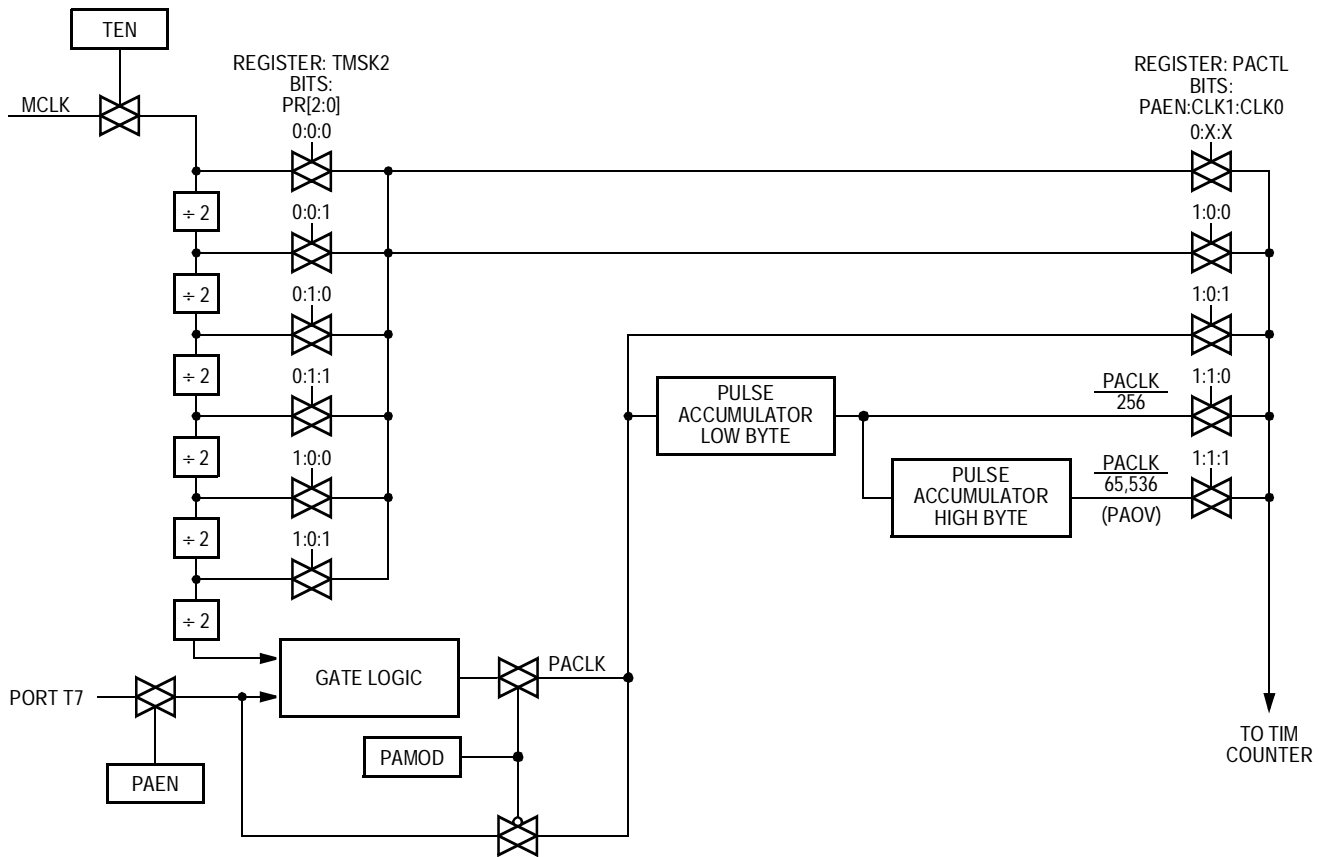 TEN
MCLK
REGISTER: TMSK2
BITS:
PR[2:0]
0:0:0
÷ 2
0:0:1
÷ 2
0:1:0
÷ 2
0:1:1
÷ 2
1:0:0
÷ 2
1:0:1
÷ 2
PORT T7
PAEN
GATE LOGIC
PACLK
PAMOD
PULSE
ACCUMULATOR
LOW BYTE
PULSE
ACCUMULATOR
HIGH BYTE
REGISTER: PACTL
BITS:
PAEN:CLK1:CLK0
0:X:X
1:0:0
1:0:1
PACLK
256
1:1:0
PACLK
65,536
(PAOV)
1:1:1
TO TIM
COUNTER